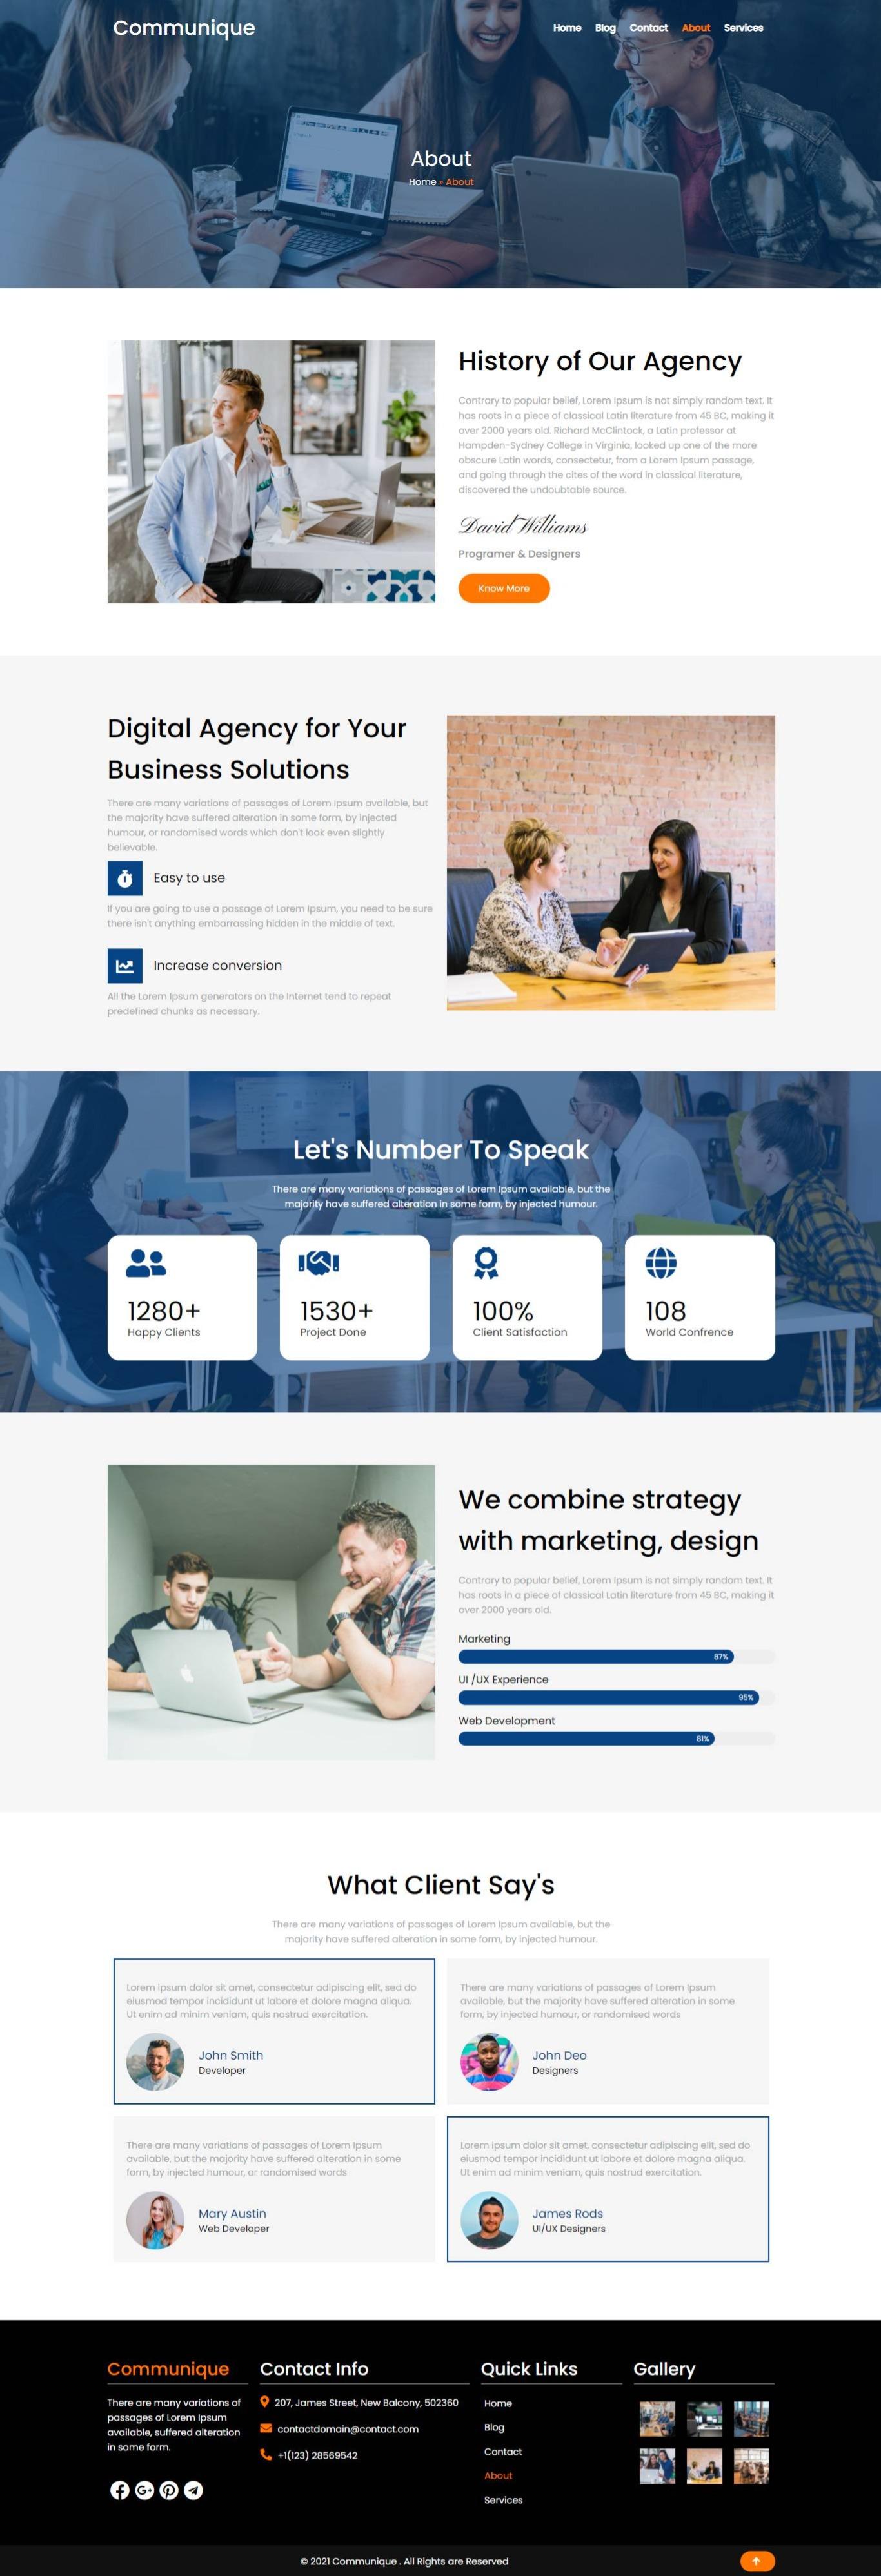 Communique
Home Blog Contact About Services
About
Home » About
History of Our Agency
Contrary to popular belief, Lorem Ipsum is not simply random text. It
has roots in a piece of classical Latin literature from 45 BC, making it
over 2000 years old. Richard McClintock, a Latin professor at
Hampden-Sydney College in Virginia, looked up one of the more
obscure Latin words, consectetur, from a Lorem Ipsum passage,
and going through the cites of the word in classical literature,
discovered the undoubtable source.
David Williams
Programer & Designers
Know More
Digital Agency for Your
Business Solutions
There are many variations of passages of Lorem Ipsum available, but
the majority have suffered alteration in some form, by injected
humour, or randomised words which don't look even slightly
believable.
Easy to use
If you are going to use a passage of Lorem Ipsum, you need to be sure
there isn't anything embarrassing hidden in the middle of text.
Increase conversion
All the Lorem Ipsum generators on the Internet tend to repeat
predefined chunks as necessary.
Let's Number To Speak
There are many variations of passages of Lorem Ipsum available, but the
majority have suffered alteration in some form, by injected humour.
1280+
Happy Clients
1530+
Project Done
100%
Client Satisfaction
108
World Confrence
We combine strategy
with marketing, design
Contrary to popular belief, Lorem Ipsum is not simply random text. It
has roots in a piece of classical Latin literature from 45 BC, making it
over 2000 years old.
Marketing
87%
UI /UX Experience
95%
Web Development
81%
What Client Say's
There are many variations of passages of Lorem Ipsum available, but the
majority have suffered alteration in some form, by injected humour.
Lorem ipsum dolor sit amet, consectetur adipiscing elit, sed do
eiusmod tempor incididunt ut labore et dolore magna aliqua.
Ut enim ad minim veniam, quis nostrud exercitation.
John Smith
Developer
There are many variations of passages of Lorem Ipsum
available, but the majority have suffered alteration in some
form, by injected humour, or randomised words
John Deo
Designers
There are many variations of passages of Lorem Ipsum
available, but the majority have suffered alteration in some
form, by injected humour, or randomised words
Mary Austin
Web Developer
Lorem ipsum dolor sit amet, consectetur adipiscing elit, sed do
eiusmod tempor incididunt ut labore et dolore magna aliqua.
Ut enim ad minim veniam, quis nostrud exercitation.
James Rods
UI/UX Designers
Communique
There are many variations of
passages of Lorem Ipsum
available, suffered alteration
in some form.
Contact Info
207, James Street, New Balcony, 502360
contactdomain@contact.com
+1(123) 28569542
Quick Links
Home
Blog
Contact
About
Services
Gallery
© 2021 Communique . All Rights are Reserved